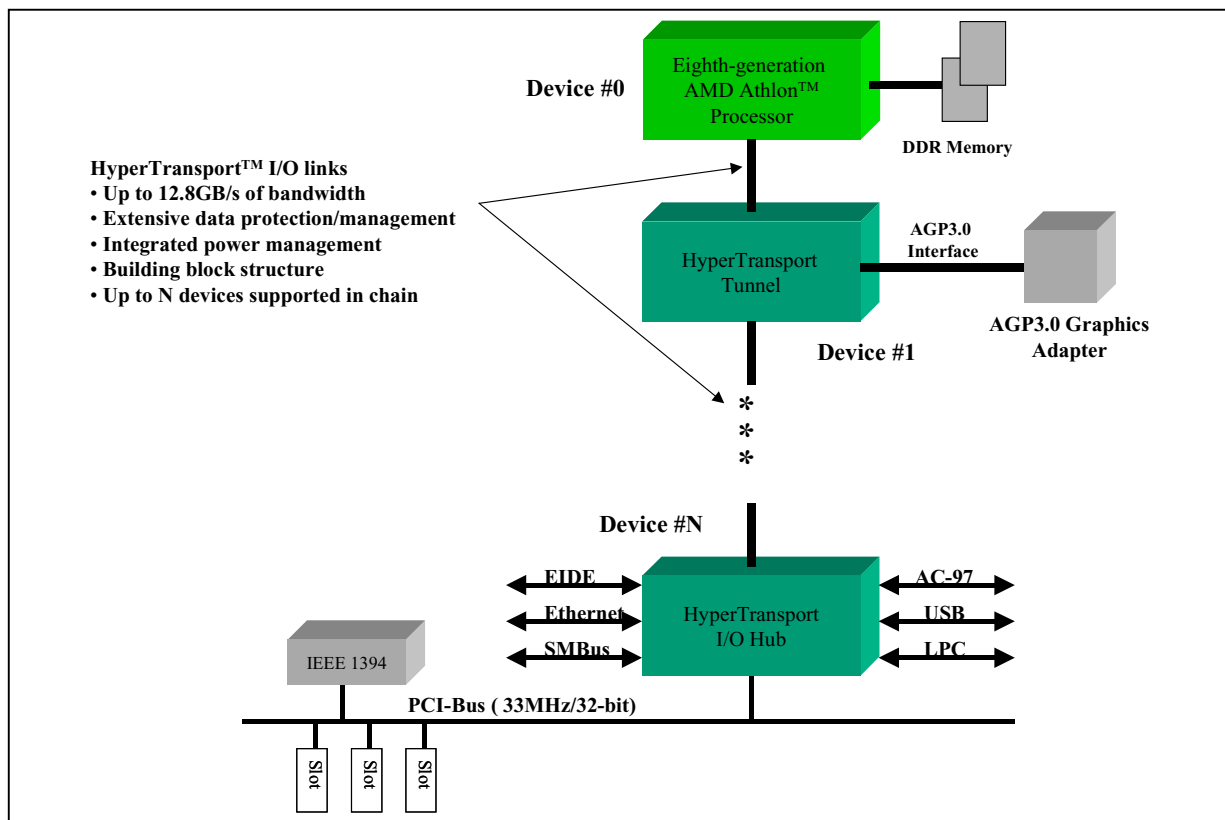 Eighth-generation
AMD Athlon™
Processor
Device #0
DDR Memory
HyperTransport™ I/O links
• Up to 12.8GB/s of bandwidth
• Extensive data protection/management
• Integrated power management
• Building block structure
• Up to N devices supported in chain
HyperTransport
Tunnel
AGP3.0
Interface
AGP3.0 Graphics
Adapter
Device #1
*
*
*
Device #N
EIDE
Ethernet
SMBus
HyperTransport
I/O Hub
AC-97
USB
LPC
IEEE 1394
PCI-Bus ( 33MHz/32-bit)
Slot
Slot
Slot